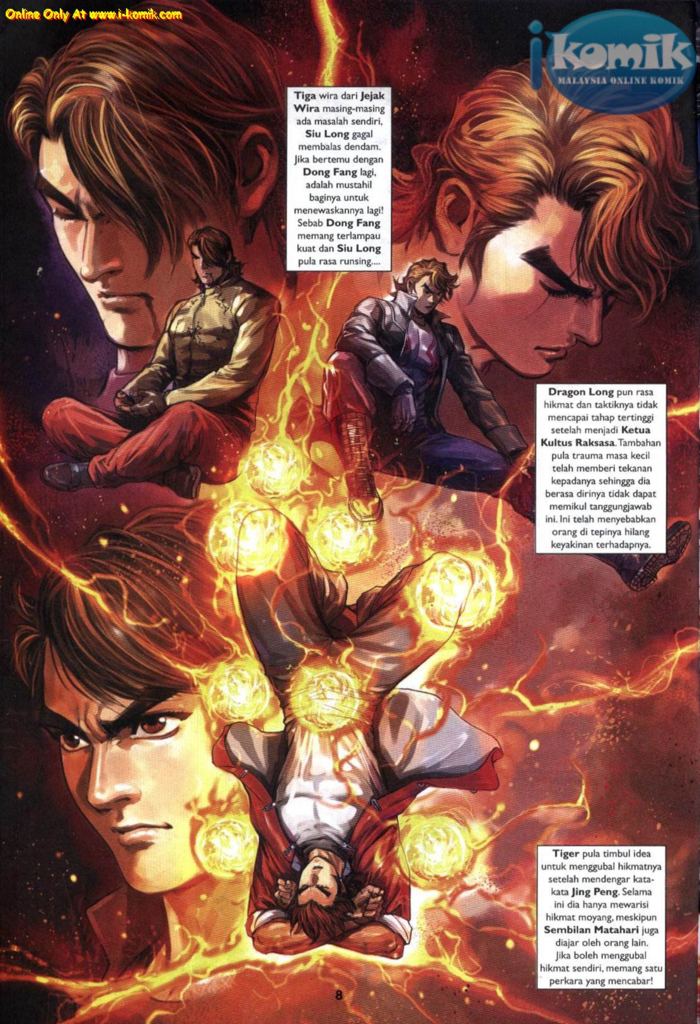 Online Only At www.i-komik.com
ikomik
MALAYSIA ONLINE KOMIK
Tiga wira dari Jejak
Wira masing-masing
ada masalah sendiri,
Siu Long gagal
membalas dendam.
Jika bertemu dengan
Dong Fang lagi,
adalah mustahil
baginya untuk
menewaskannya lagi!
Sebab Dong Fang
memang terlampau
kuat dan Siu Long
pula rasa runsing....
Dragon Long pun rasa
hikmat dan taktiknya tidak
mencapai tahap tertinggi
setelah menjadi Ketua
Kultus Raksasa. Tambahan
pula trauma masa kecil
telah memberi tekanan
kepadanya sehingga dia
berasa dirinya tidak dapat
memikul tanggungjawab
ini. Ini telah menyebabkan
orang di tepinya hilang
keyakinan terhadapnya.
Tiger pula timbul idea
untuk menggubal hikmatnya
setelah mendengar kata-
kata Jing Peng. Selama
ini dia hanya mewarisi
hikmat moyang, meskipun
Sembilan Matahari juga
diajar oleh orang lain.
Jika boleh menggubal
hikmat sendiri, memang satu
perkara yang mencabar!
8